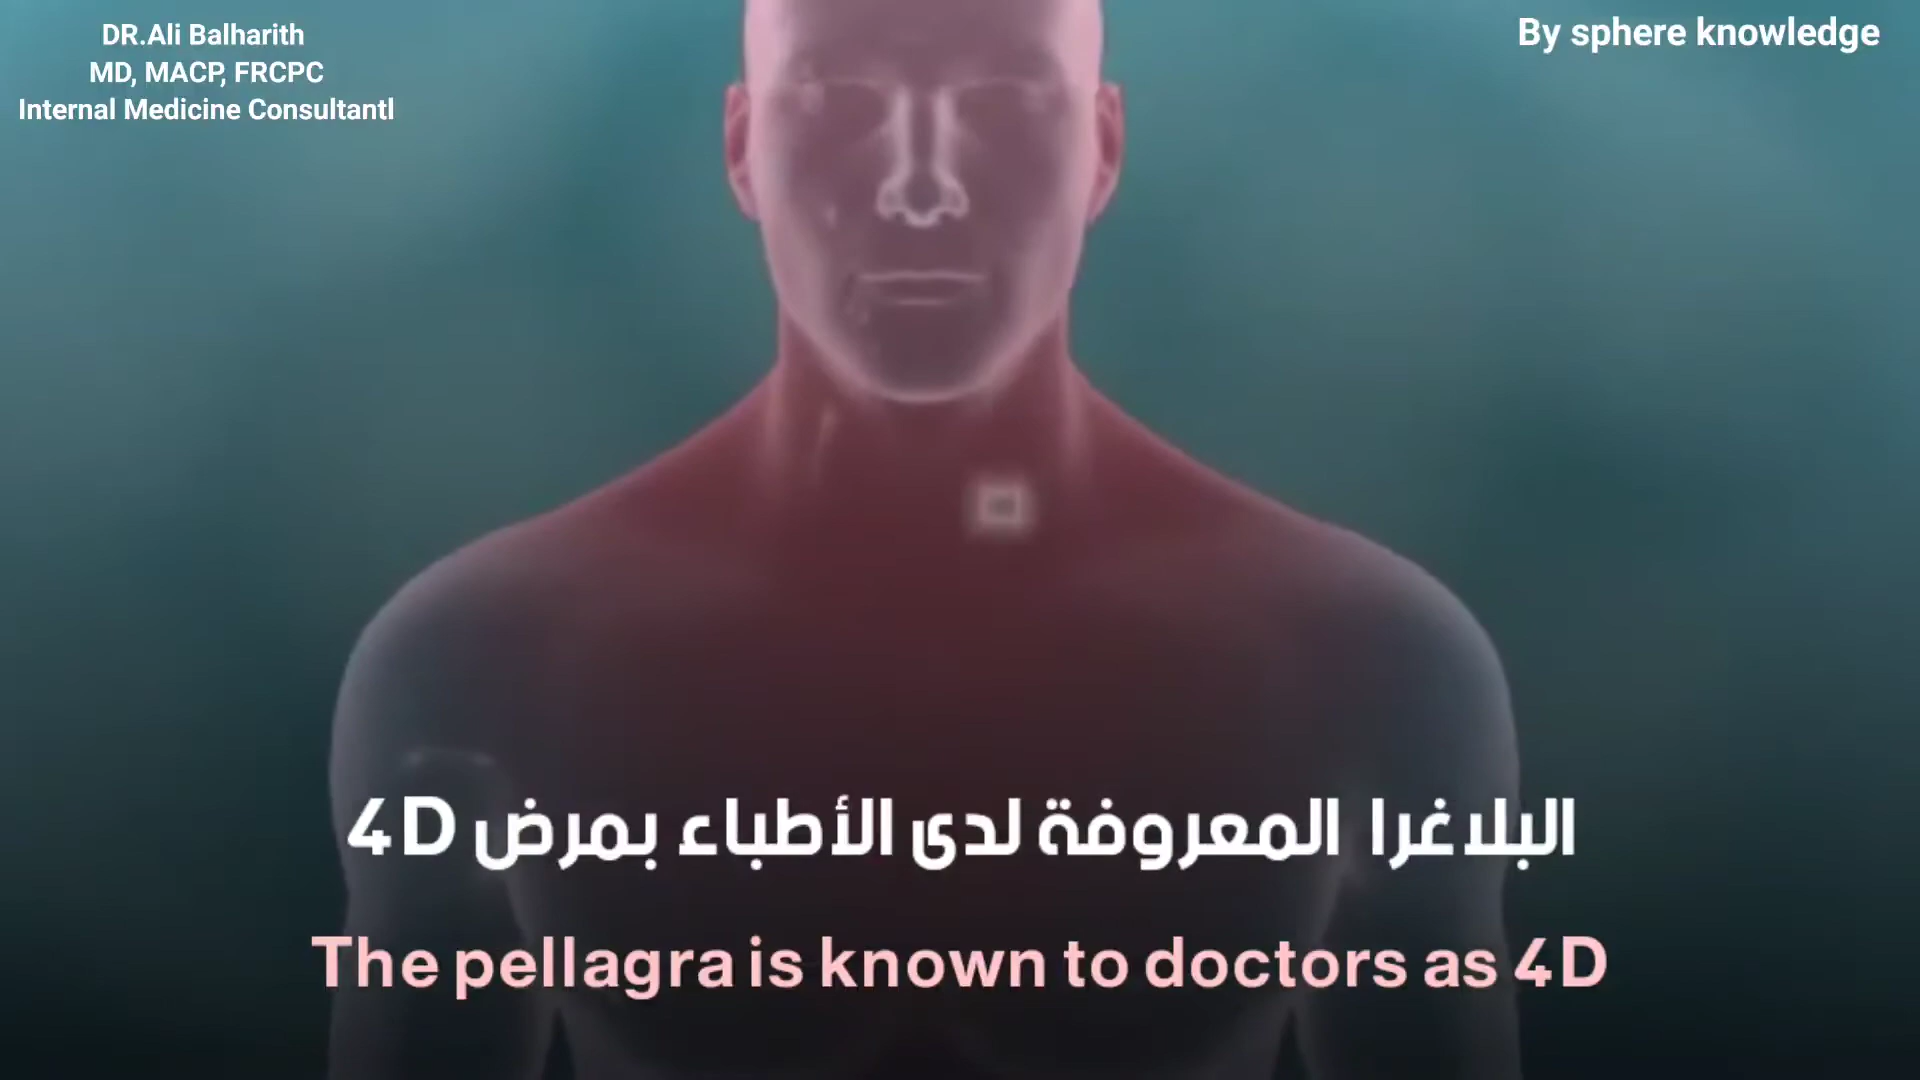 DR.Ali Balharith
MD, MACP, FRCPC
Internal Medicine Consultantl
By sphere knowledge
البلاغرا المعروفة لدى الأطباء بمرض 4D
The pellagra is known to doctors as 4D